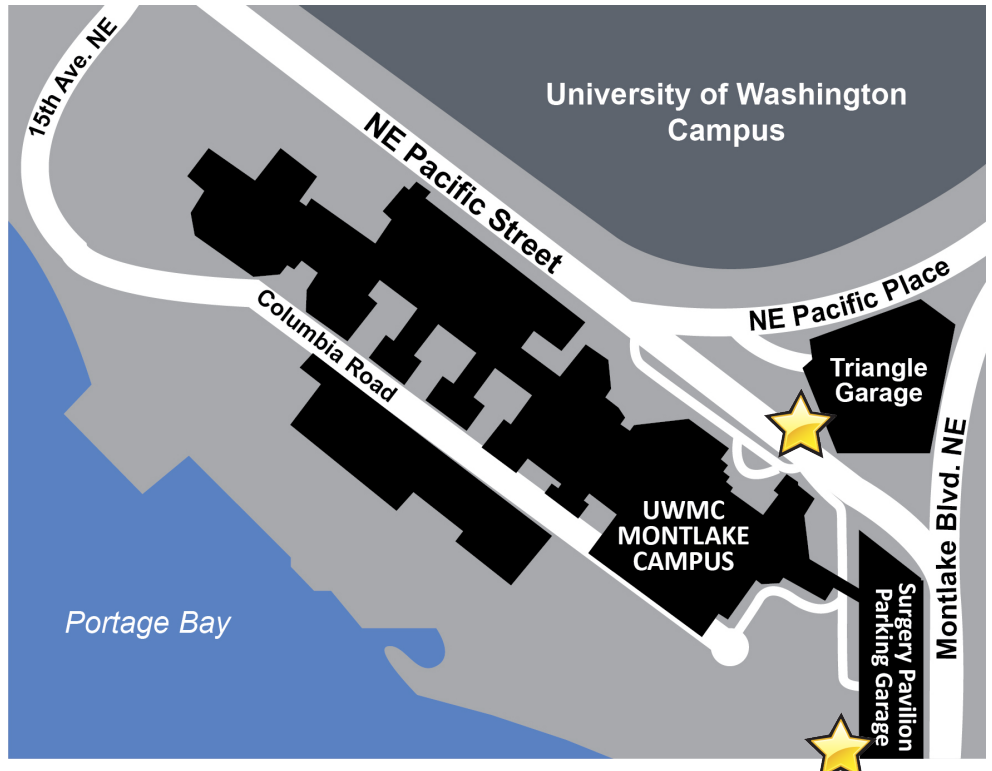 15th Ave. NE
NE Pacific Street
University of Washington
Campus
NE Pacific Place
Triangle
Garage
Columbia Road
Montlake Blvd. NE
UWMC
MONTLAKE
CAMPUS
Surgery Pavilion
Parking Garage
Portage Bay